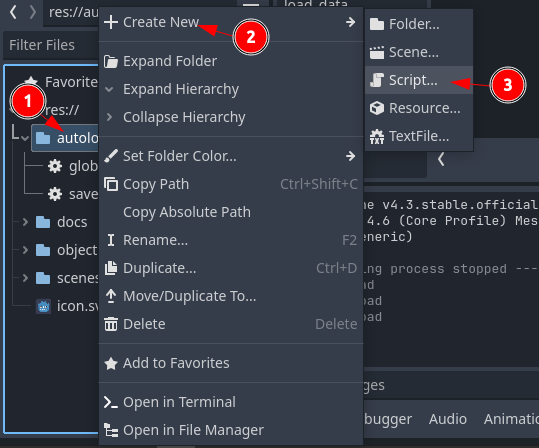 res://au
load_data
Filter Files
Favorite
res://
autolo
glob
save
docs
object
scenes
icon.sv
1
Create New
2
Expand Folder
Expand Hierarchy
Collapse Hierarchy
Set Folder Color...
Copy Path Ctrl+Shift+C
Copy Absolute Path
Rename... F2
Duplicate... Ctrl+D
Move/Duplicate To...
Delete Delete
Add to Favorites
Open in Terminal
Open in File Manager
Folder...
Scene...
Script...
3
Resource...
TextFile...
TXT
ne v4.3.stable.official
4.6 (Core Profile) Mes
eneric)
ing process stopped ---
ad
oad
oad
ges
bugger Audio Animati